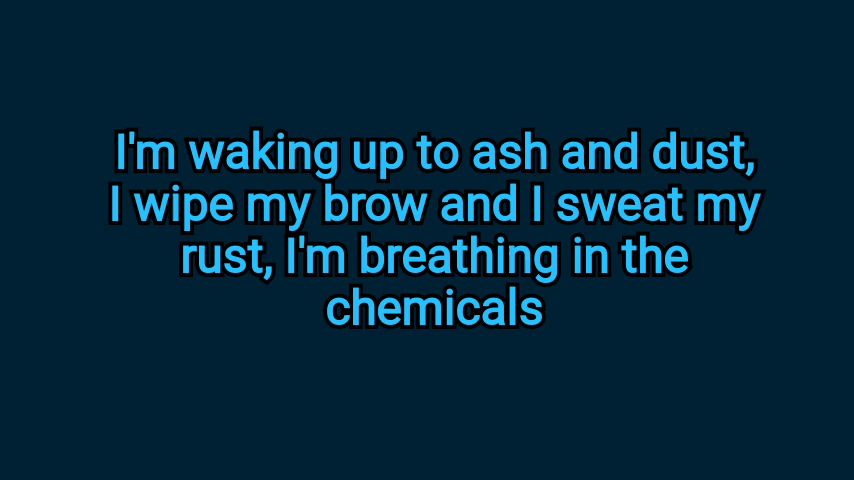 I'm waking up to ash and dust,
I wipe my brow and I sweat my
rust, I'm breathing in the
chemicals